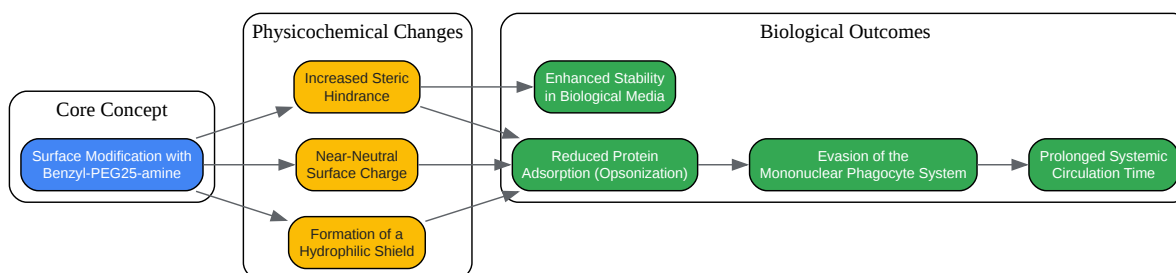 Core Concept
Surface Modification with
Benzyl-PEG25-amine
Physicochemical Changes
Increased Steric
Hindrance
Near-Neutral
Surface Charge
Formation of a
Hydrophilic Shield
Biological Outcomes
Enhanced Stability
in Biological Media
Reduced Protein
Adsorption (Opsonization)
Evasion of the
Mononuclear Phagocyte System
Prolonged Systemic
Circulation Time